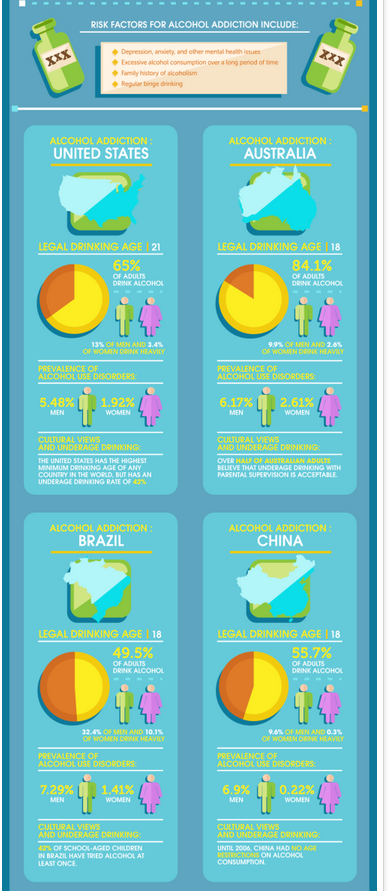 RISK FACTORS FOR ALCOHOL ADDICTION INCLUDE:
XXX
XXX
Depression, anxiety, and other mental health issues
Excessive alcohol consumption over a long period of time
Family history of alcoholism
Regular binge drinking
ALCOHOL ADDICTION :
UNITED STATES
LEGAL DRINKING AGE | 21
65%
OF ADULTS
DRINK ALCOHOL
13% OF MEN AND 3.4%
OF WOMEN DRINK HEAVILY
PREVALENCE OF
ALCOHOL USE DISORDERS:
5.48%
MEN
1.92%
WOMEN
CULTURAL VIEWS
AND UNDERAGE DRINKING:
THE UNITED STATES HAS THE HIGHEST
MINIMUM DRINKING AGE OF ANY
COUNTRY IN THE WORLD, BUT HAS AN
UNDERAGE DRINKING RATE OF 42%
ALCOHOL ADDICTION :
AUSTRALIA
LEGAL DRINKING AGE | 18
84.1%
OF ADULTS
DRINK ALCOHOL
9.9% OF MEN AND 2.6%
OF WOMEN DRINK HEAVILY
PREVALENCE OF
ALCOHOL USE DISORDERS:
6.17%
MEN
2.61%
WOMEN
CULTURAL VIEWS
AND UNDERAGE DRINKING:
OVER HALF OF AUSTRALIAN ADULTS
BELIEVE THAT UNDERAGE DRINKING WITH
PARENTAL SUPERVISION IS ACCEPTABLE.
ALCOHOL ADDICTION :
BRAZIL
LEGAL DRINKING AGE | 18
49.5%
OF ADULTS
DRINK ALCOHOL
32.4% OF MEN AND 10.1%
OF WOMEN DRINK HEAVILY
PREVALENCE OF
ALCOHOL USE DISORDERS:
7.29%
MEN
1.41%
WOMEN
CULTURAL VIEWS
AND UNDERAGE DRINKING:
42% OF SCHOOL-AGED CHILDREN
IN BRAZIL HAVE TRIED ALCOHOL AT
LEAST ONCE.
ALCOHOL ADDICTION :
CHINA
LEGAL DRINKING AGE | 18
55.7%
OF ADULTS
DRINK ALCOHOL
9.6% OF MEN AND 0.3%
OF WOMEN DRINK HEAVILY
PREVALENCE OF
ALCOHOL USE DISORDERS:
6.9%
MEN
0.22%
WOMEN
CULTURAL VIEWS
AND UNDERAGE DRINKING:
UNTIL 2006, CHINA HAD NO AGE
RESTRICTIONS ON ALCOHOL
CONSUMPTION.